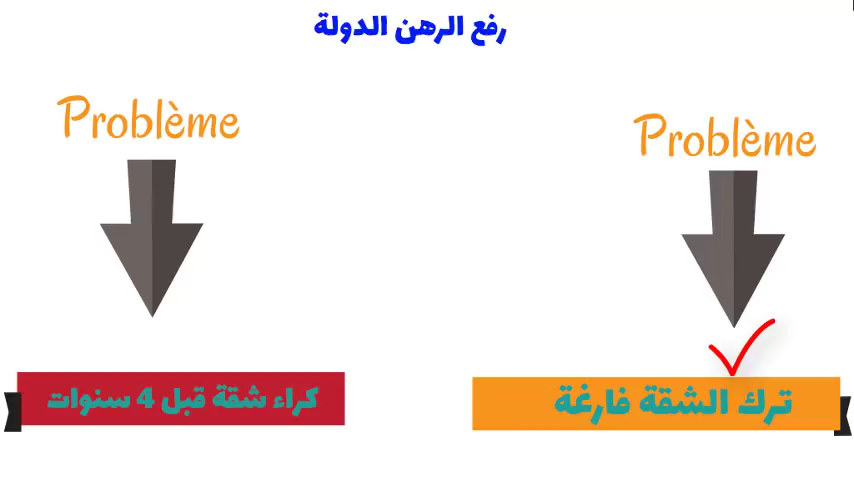 رفع الرهن الدولة
Problème
Problème
ترك الشقة فارغة
كراء شقة قبل 4 سنوات